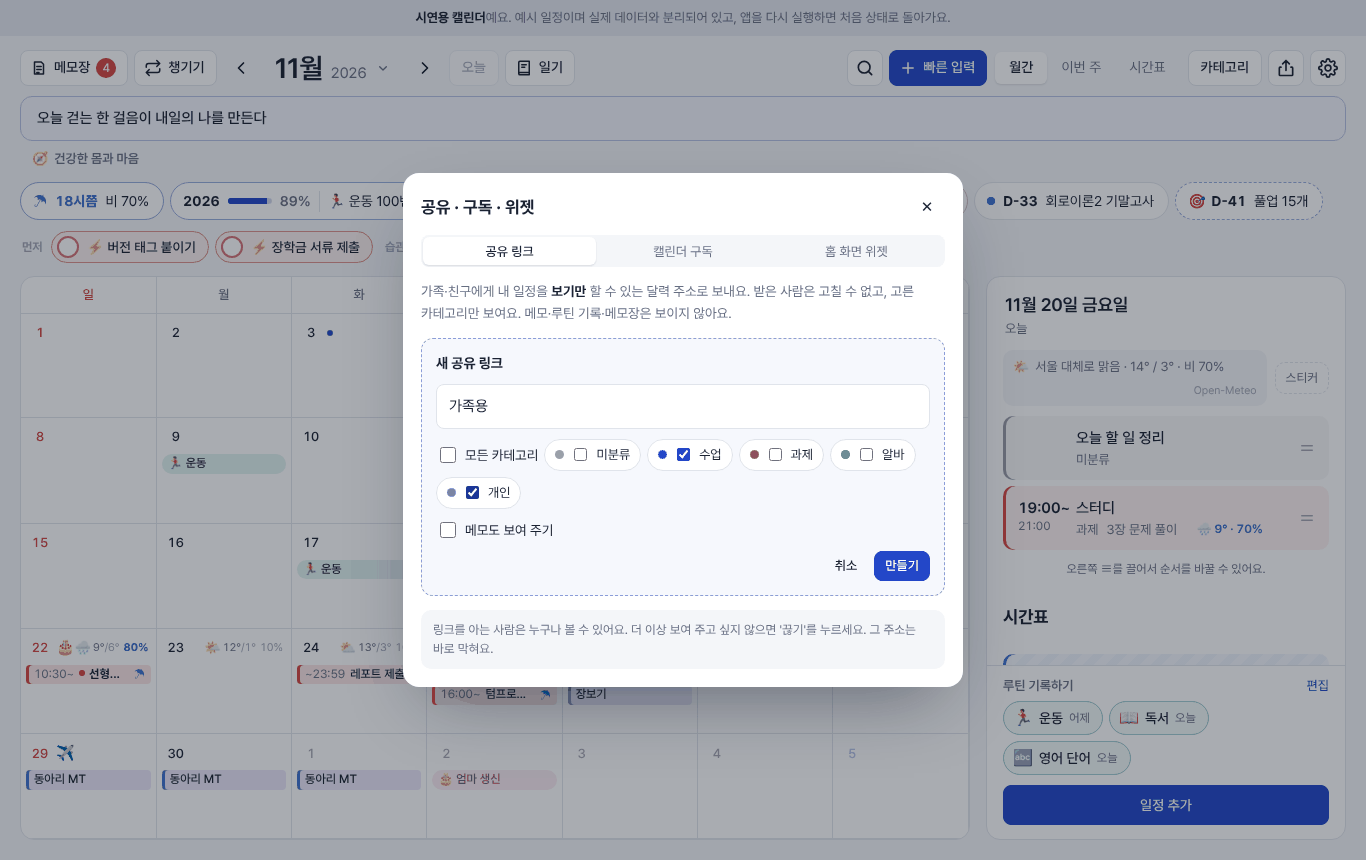 시연용 캘린더예요. 예시 일정이며 실제 데이터와 분리되어 있고, 앱을 다시 실행하면 처음 상태로 돌아가요.
메모장 4 챙기기 11월 2026 오늘 일기 빠른 입력 월간 이번 주 시간표 카테고리
오늘 걷는 한 걸음이 내일의 나를 만든다
건강한 몸과 마음
18시쯤 비 70% 2026 89% 운동 100번 D-33 회로이론2 기말고사 D-41 풀업 15개
먼저 버전 태그 붙이기 장학금 서류 제출 습관
공유 · 구독 · 위젯
공유 링크 캘린더 구독 홈 화면 위젯
가족·친구에게 내 일정을 보기만 할 수 있는 달력 주소로 보내요. 받은 사람은 고칠 수 없고, 고른
카테고리만 보여요. 메모·루틴 기록·메모장은 보이지 않아요.
새 공유 링크
가족용
모든 카테고리 미분류 수업 과제 알바
개인
메모도 보여 주기
취소 만들기
링크를 아는 사람은 누구나 볼 수 있어요. 더 이상 보여 주고 싶지 않으면 '끊기'를 누르세요. 그 주소는
바로 막혀요.
일 월 화
1 2 3
8 9 10
운동
15 16 17
운동
22 9°/6° 80% 23 12°/1° 10% 24 13°/3°
10:30~ 선형... ~23:59 레포트 제출
16:00~ 텀프로... 장보기
29 30 1 2 3 4 5
동아리 MT 동아리 MT 동아리 MT 엄마 생신
11월 20일 금요일
오늘
서울 대체로 맑음 · 14° / 3° · 비 70%
Open-Meteo
스티커
오늘 할 일 정리
미분류
19:00~ 스터디
21:00 과제 3장 문제 풀이 9° · 70%
오른쪽 ≡를 끌어서 순서를 바꿀 수 있어요.
시간표
루틴 기록하기 편집
운동 어제 독서 오늘
abc 영어 단어 오늘
일정 추가